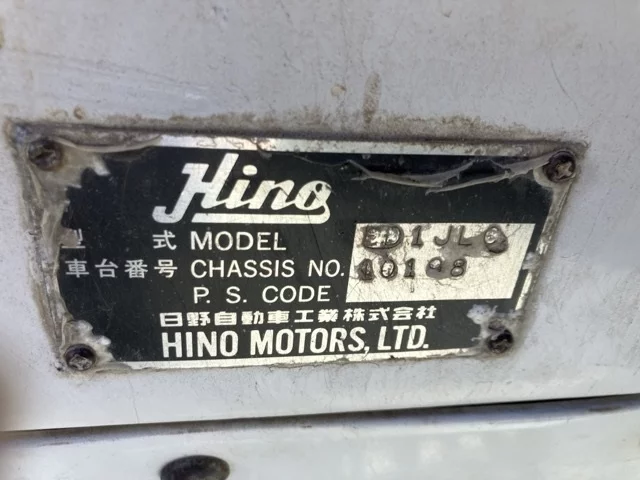 Hino
型 式 MODEL
車台番号 CHASSIS NO.
P. S. CODE
日野自動車工業株式会社
HINO MOTORS, LTD.